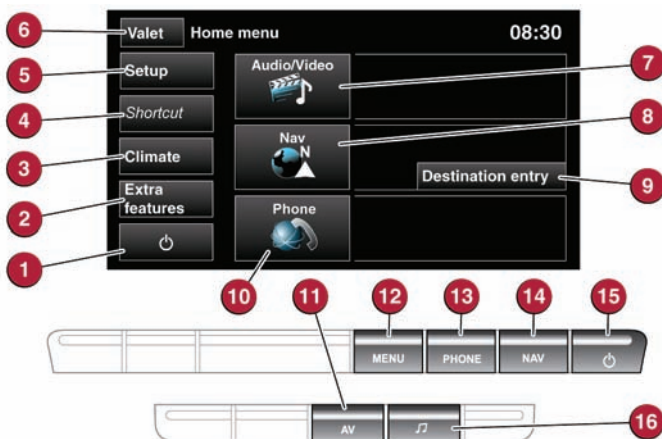 6
Valet
Home menu
08:30
5
Setup
Audio/Video
7
4
Shortcut
Nav
N
8
3
Climate
Destination entry
9
2
Extra
features
Phone
1
10
11
12
13
14
15
MENU
PHONE
NAV
AV
16